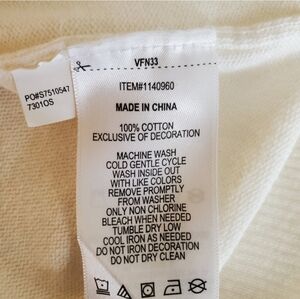 VFN33
PO#S7510547
7301OS
ITEM#1140960
MADE IN CHINA
100% COTTON
EXCLUSIVE OF DECORATION
MACHINE WASH
COLD GENTLE CYCLE
WASH INSIDE OUT
WITH LIKE COLORS
REMOVE PROMPTLY
FROM WASHER
ONLY NON CHLORINE
BLEACH WHEN NEEDED
TUMBLE DRY LOW
COOL IRON AS NEEDED
DO NOT IRON DECORATION
DO NOT DRY CLEAN